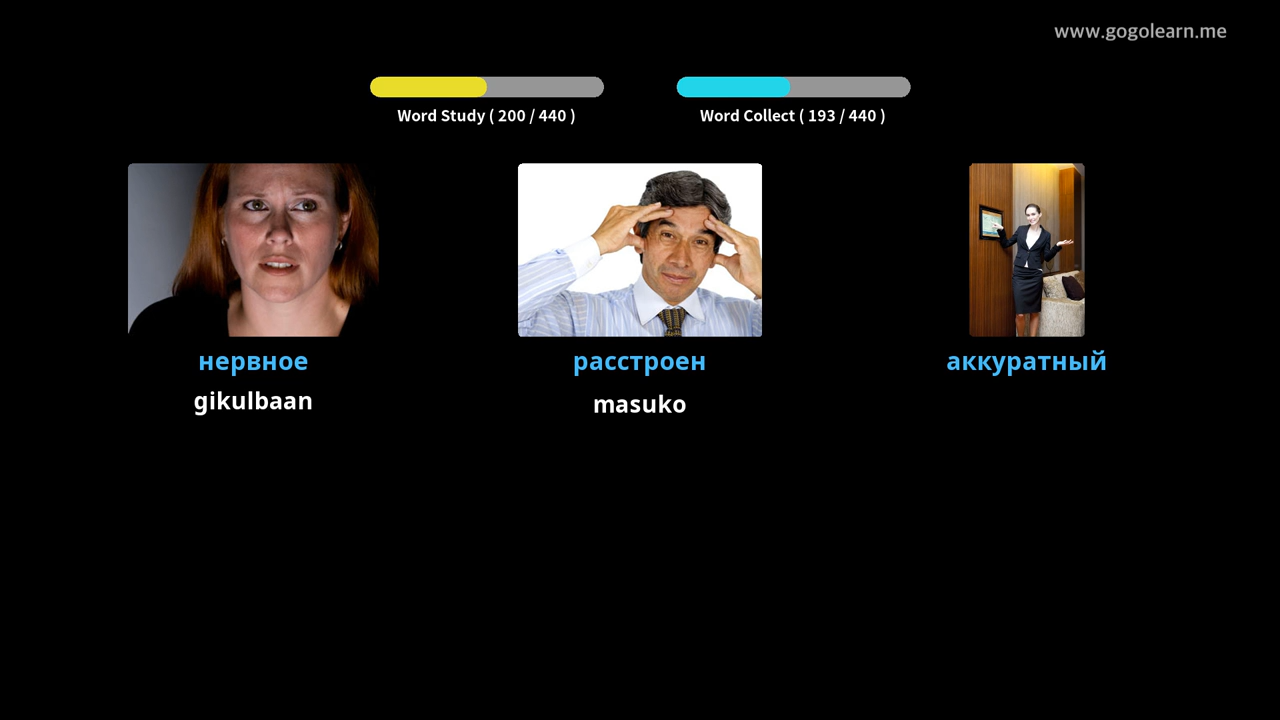 www.gogolearn.me
Word Study ( 200 / 440 )
Word Collect ( 193 / 440 )
нервное
расстроен
аккуратный
gikulbaan
masuko